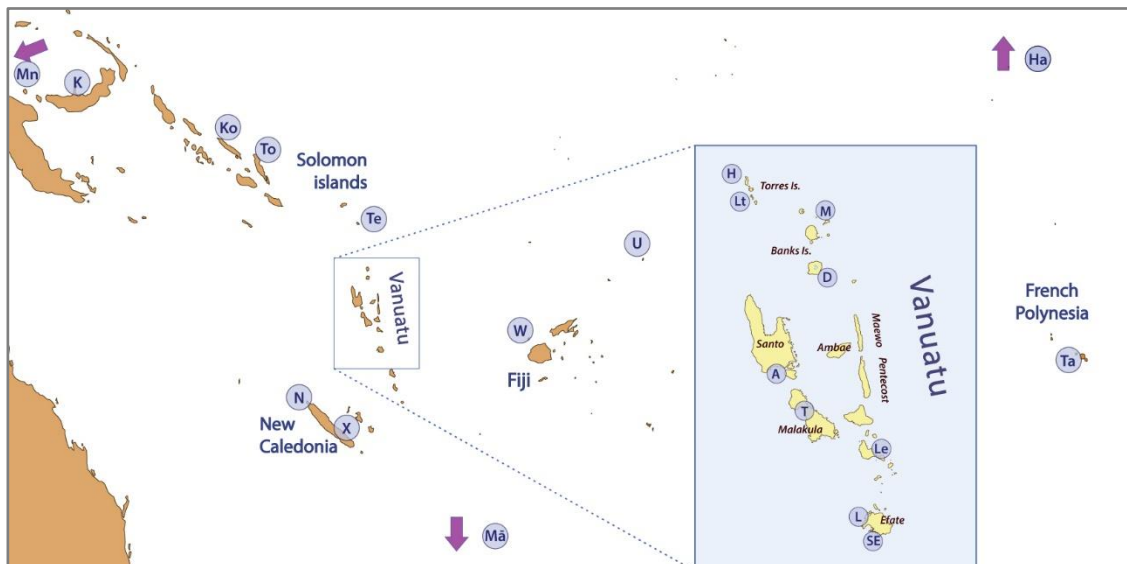 Mn
K
Ha
Ko
To
Solomon
islands
Te
U
Vanuatu
W
Fiji
N
New
Caledonia
X
Mā
H
Torres Is.
Lt
M
Banks Is.
D
Vanuatu
Maewo
Santo
Ambae
Pentecost
A
T
Malakula
Le
L
Efate
SE
French
Polynesia
Ta